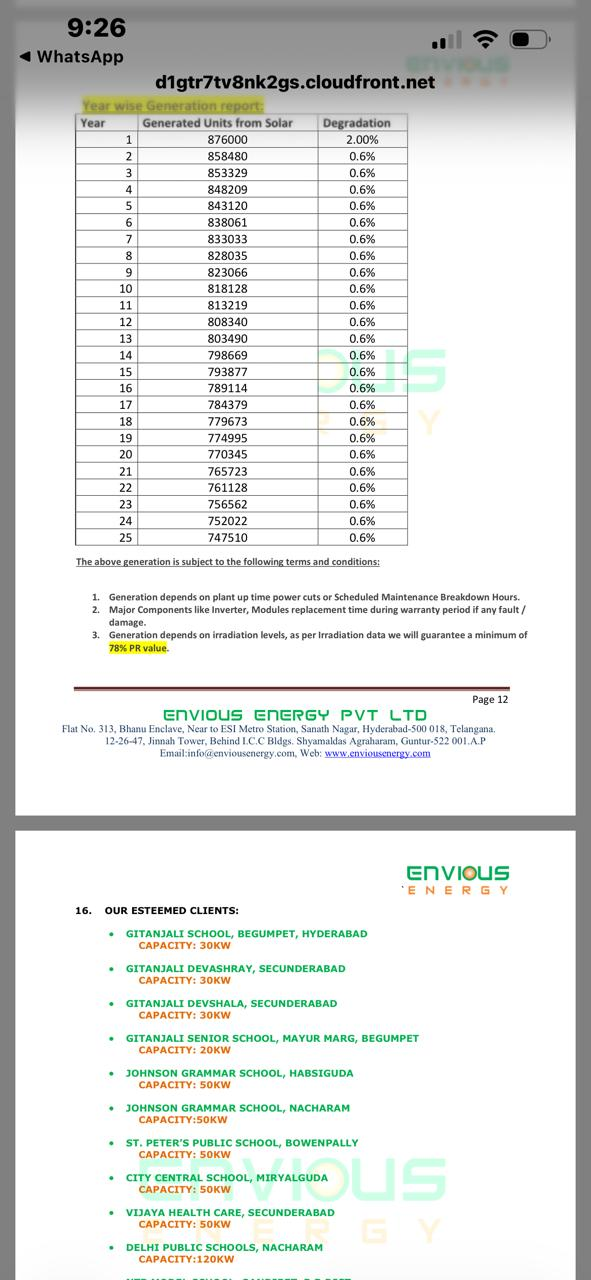 9:26
◀ WhatsApp
d1gtr7tv8nk2gs.cloudfront.net
Year wise Generation report:
Year Generated Units from Solar Degradation
1 876000 2.00%
2 858480 0.6%
3 853329 0.6%
4 848209 0.6%
5 843120 0.6%
6 838061 0.6%
7 833033 0.6%
8 828035 0.6%
9 823066 0.6%
10 818128 0.6%
11 813219 0.6%
12 808340 0.6%
13 803490 0.6%
14 798669 0.6%
15 793877 0.6%
16 789114 0.6%
17 784379 0.6%
18 779673 0.6%
19 774995 0.6%
20 770345 0.6%
21 765723 0.6%
22 761128 0.6%
23 756562 0.6%
24 752022 0.6%
25 747510 0.6%
The above generation is subject to the following terms and conditions:
1. Generation depends on plant up time power cuts or Scheduled Maintenance Breakdown Hours.
2. Major Components like Inverter, Modules replacement time during warranty period if any fault /
damage.
3. Generation depends on irradiation levels, as per Irradiation data we will guarantee a minimum of
78% PR value.
Page 12
ENVIOUS ENERGY PVT LTD
Flat No. 313, Bhanu Enclave, Near to ESI Metro Station, Sanath Nagar, Hyderabad-500 018, Telangana.
12-26-47, Jinnah Tower, Behind I.C.C Bldgs. Shyamaldas Agraharam, Guntur-522 001.A.P
Email:info@enviousenergy.com, Web: www.enviousenergy.com
ENVIOUS
ENERGY
16. OUR ESTEEMED CLIENTS:
• GITANJALI SCHOOL, BEGUMPET, HYDERABAD
CAPACITY: 30KW
• GITANJALI DEVASHRAY, SECUNDERABAD
CAPACITY: 30KW
• GITANJALI DEVSHALA, SECUNDERABAD
CAPACITY: 30KW
• GITANJALI SENIOR SCHOOL, MAYUR MARG, BEGUMPET
CAPACITY: 20KW
• JOHNSON GRAMMAR SCHOOL, HABSIGUDA
CAPACITY: 50KW
• JOHNSON GRAMMAR SCHOOL, NACHARAM
CAPACITY:50KW
• ST. PETER'S PUBLIC SCHOOL, BOWENPALLY
CAPACITY: 50KW
• CITY CENTRAL SCHOOL, MIRYALGUDA
CAPACITY: 50KW
• VIJAYA HEALTH CARE, SECUNDERABAD
CAPACITY: 50KW
• DELHI PUBLIC SCHOOLS, NACHARAM
CAPACITY:120KW